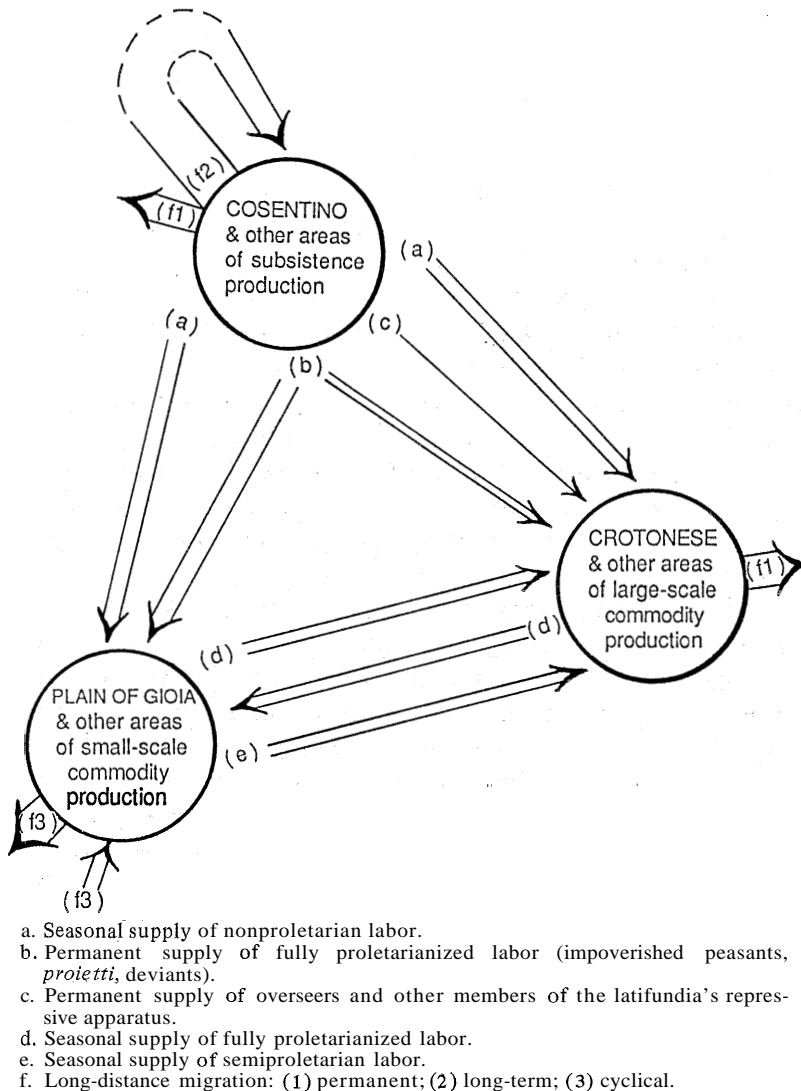 (f2)
(f1)
COSENTINO
& other areas
of subsistence
production
(a)
(a)
(c)
(b)
CROTONESE
& other areas
of large-scale
commodity
production
(f1)
(d)
(d)
PLAIN OF GIOIA
& other areas
of small-scale
commodity
production
(e)
(f3)
(f3)
a. Seasonal supply of nonproletarian labor.
b. Permanent supply of fully proletarianized labor (impoverished peasants,
proietti, deviants).
c. Permanent supply of overseers and other members of the latifundia's repres-
sive apparatus.
d. Seasonal supply of fully proletarianized labor.
e. Seasonal supply of semiproletarian labor.
f. Long-distance migration: (1) permanent; (2) long-term; (3) cyclical.